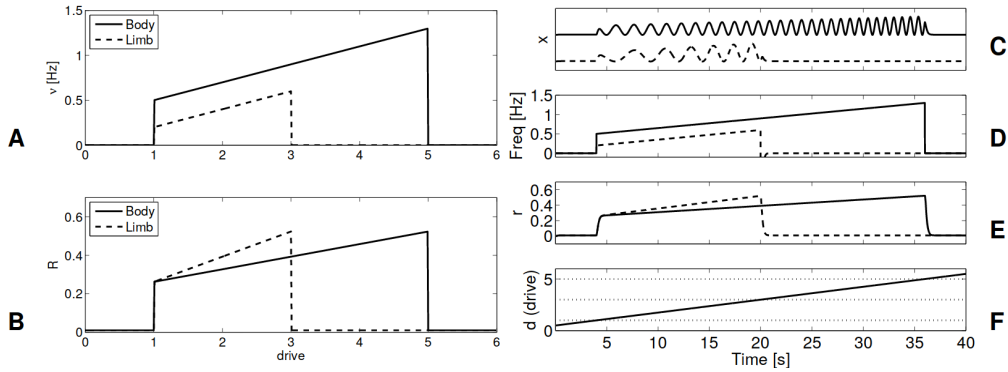 A
ν [Hz]
1.5
1
0.5
0
Body
Limb
0 1 2 3 4 5 6
B
R
0.6
0.4
0.2
0
Body
Limb
0 1 2 3 4 5 6
drive
x
C
Freq [Hz]
1.5
1
0.5
0
D
r
0.6
0.4
0.2
0
E
d (drive)
5
0
F
5 10 15 20 25 30 35 40
Time [s]